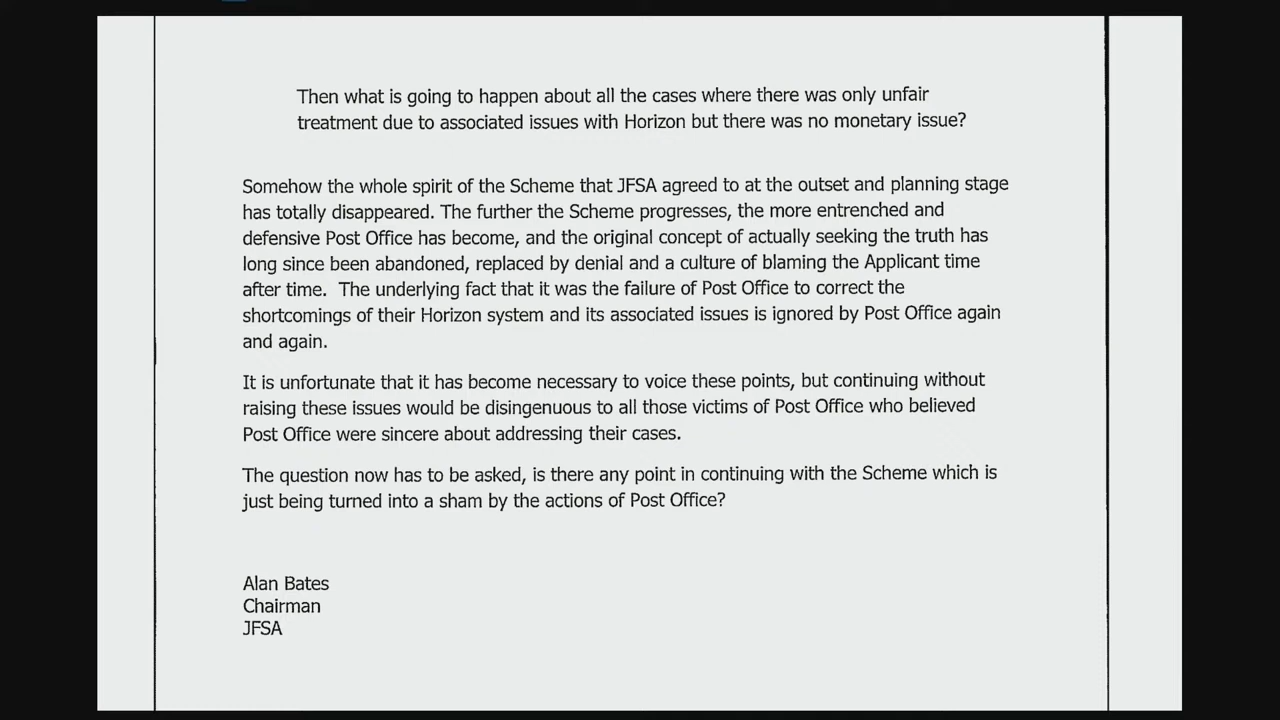 Then what is going to happen about all the cases where there was only unfair
treatment due to associated issues with Horizon but there was no monetary issue?
Somehow the whole spirit of the Scheme that JFSA agreed to at the outset and planning stage
has totally disappeared. The further the Scheme progresses, the more entrenched and
defensive Post Office has become, and the original concept of actually seeking the truth has
long since been abandoned, replaced by denial and a culture of blaming the Applicant time
after time.  The underlying fact that it was the failure of Post Office to correct the
shortcomings of their Horizon system and its associated issues is ignored by Post Office again
and again.
It is unfortunate that it has become necessary to voice these points, but continuing without
raising these issues would be disingenuous to all those victims of Post Office who believed
Post Office were sincere about addressing their cases.
The question now has to be asked, is there any point in continuing with the Scheme which is
just being turned into a sham by the actions of Post Office?
Alan Bates
Chairman
JFSA